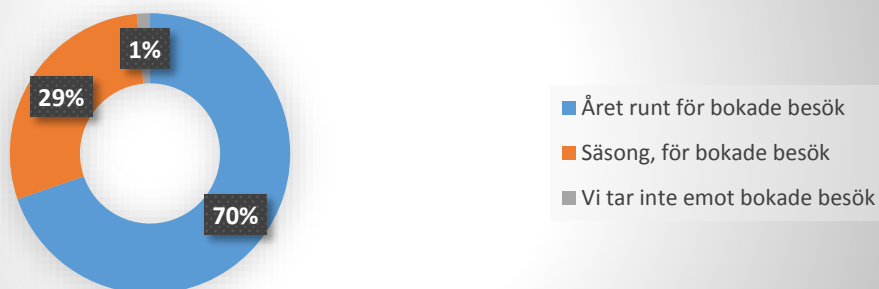 1%
29%
70%
Året runt för bokade besök
Säsong, för bokade besök
Vi tar inte emot bokade besök